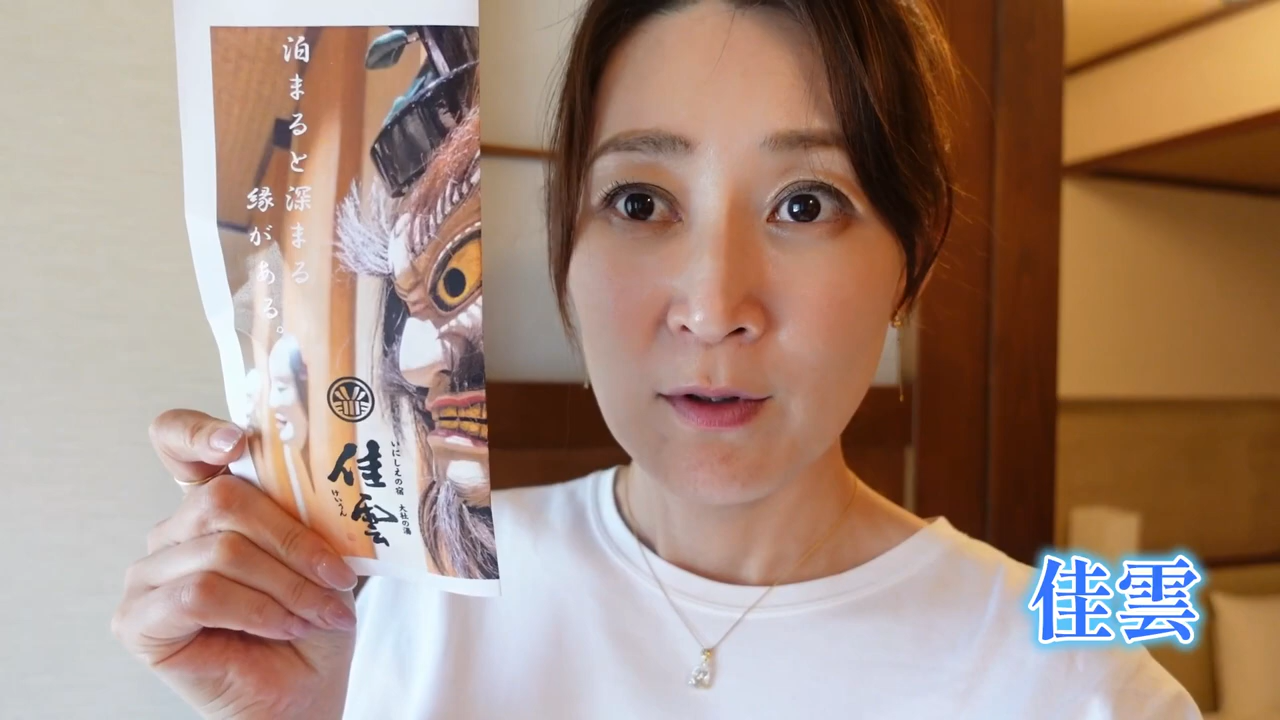 泊まると深まる
縁がある。
いにしえの宿 大社の湯
佳雲
けいうん
佳雲